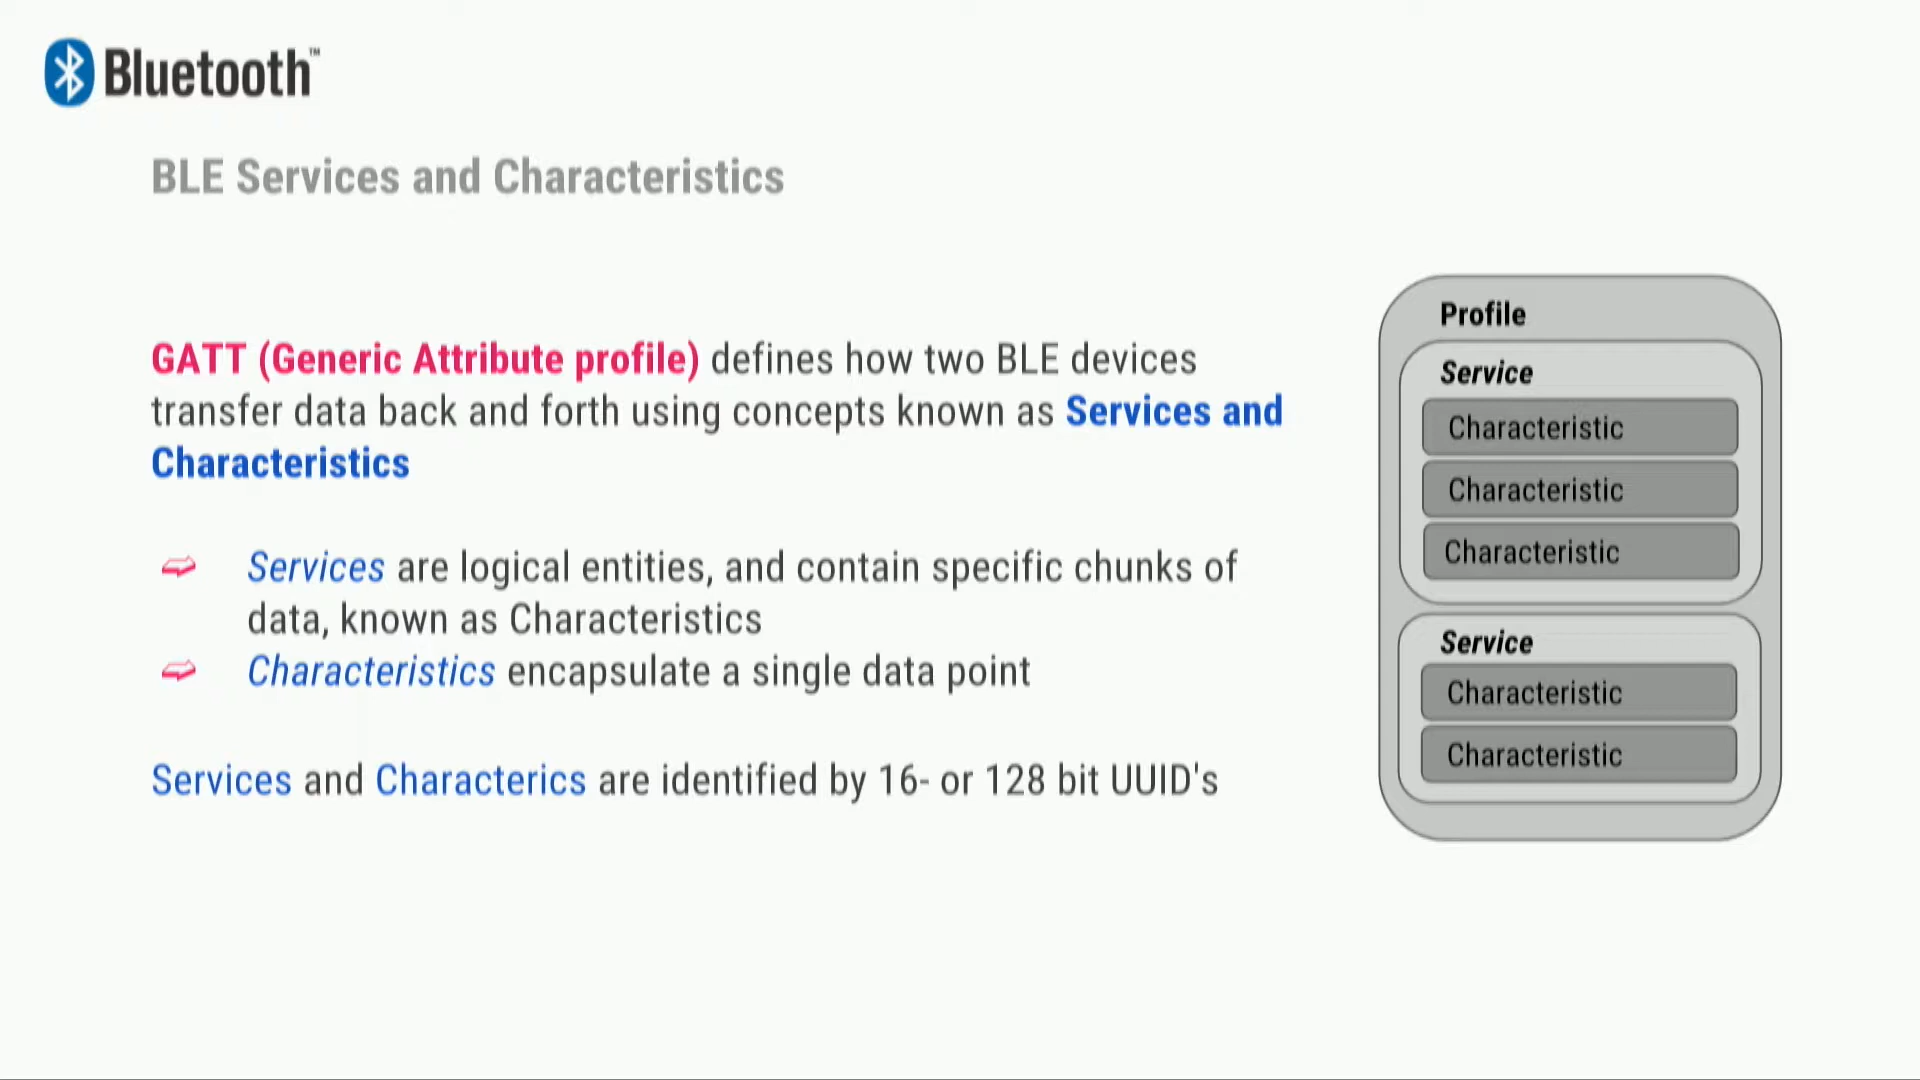 Bluetooth™
BLE Services and Characteristics
GATT (Generic Attribute profile) defines how two BLE devices
transfer data back and forth using concepts known as Services and
Characteristics
➫ Services are logical entities, and contain specific chunks of
data, known as Characteristics
➫ Characteristics encapsulate a single data point
Services and Characterics are identified by 16- or 128 bit UUID's
Profile
Service
Characteristic
Characteristic
Characteristic
Service
Characteristic
Characteristic